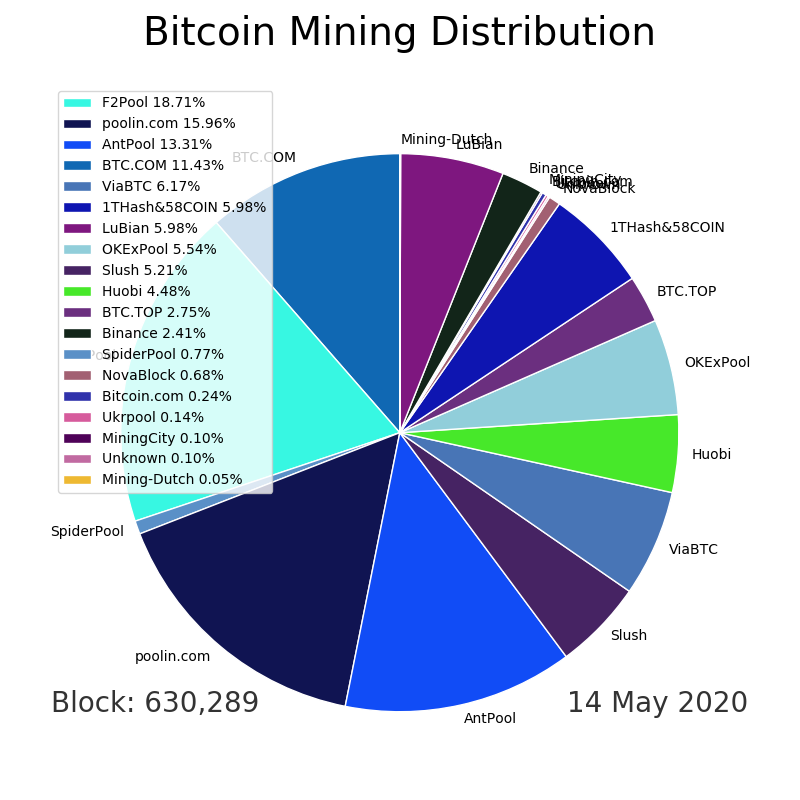 Bitcoin Mining Distribution
F2Pool 18.71%
poolin.com 15.96%
AntPool 13.31%
BTC.COM 11.43%
ViaBTC 6.17%
1THash&58COIN 5.98%
LuBian 5.98%
OKExPool 5.54%
Slush 5.21%
Huobi 4.48%
BTC.TOP 2.75%
Binance 2.41%
SpiderPool 0.77%
NovaBlock 0.68%
Bitcoin.com 0.24%
Ukrpool 0.14%
MiningCity 0.10%
Unknown 0.10%
Mining-Dutch 0.05%
BTC.COM
Mining-Dutch
LuBian
Binance
MiningCity
NovaBlock
1THash&58COIN
BTC.TOP
OKExPool
Huobi
ViaBTC
Slush
AntPool
poolin.com
SpiderPool
Block: 630,289
14 May 2020